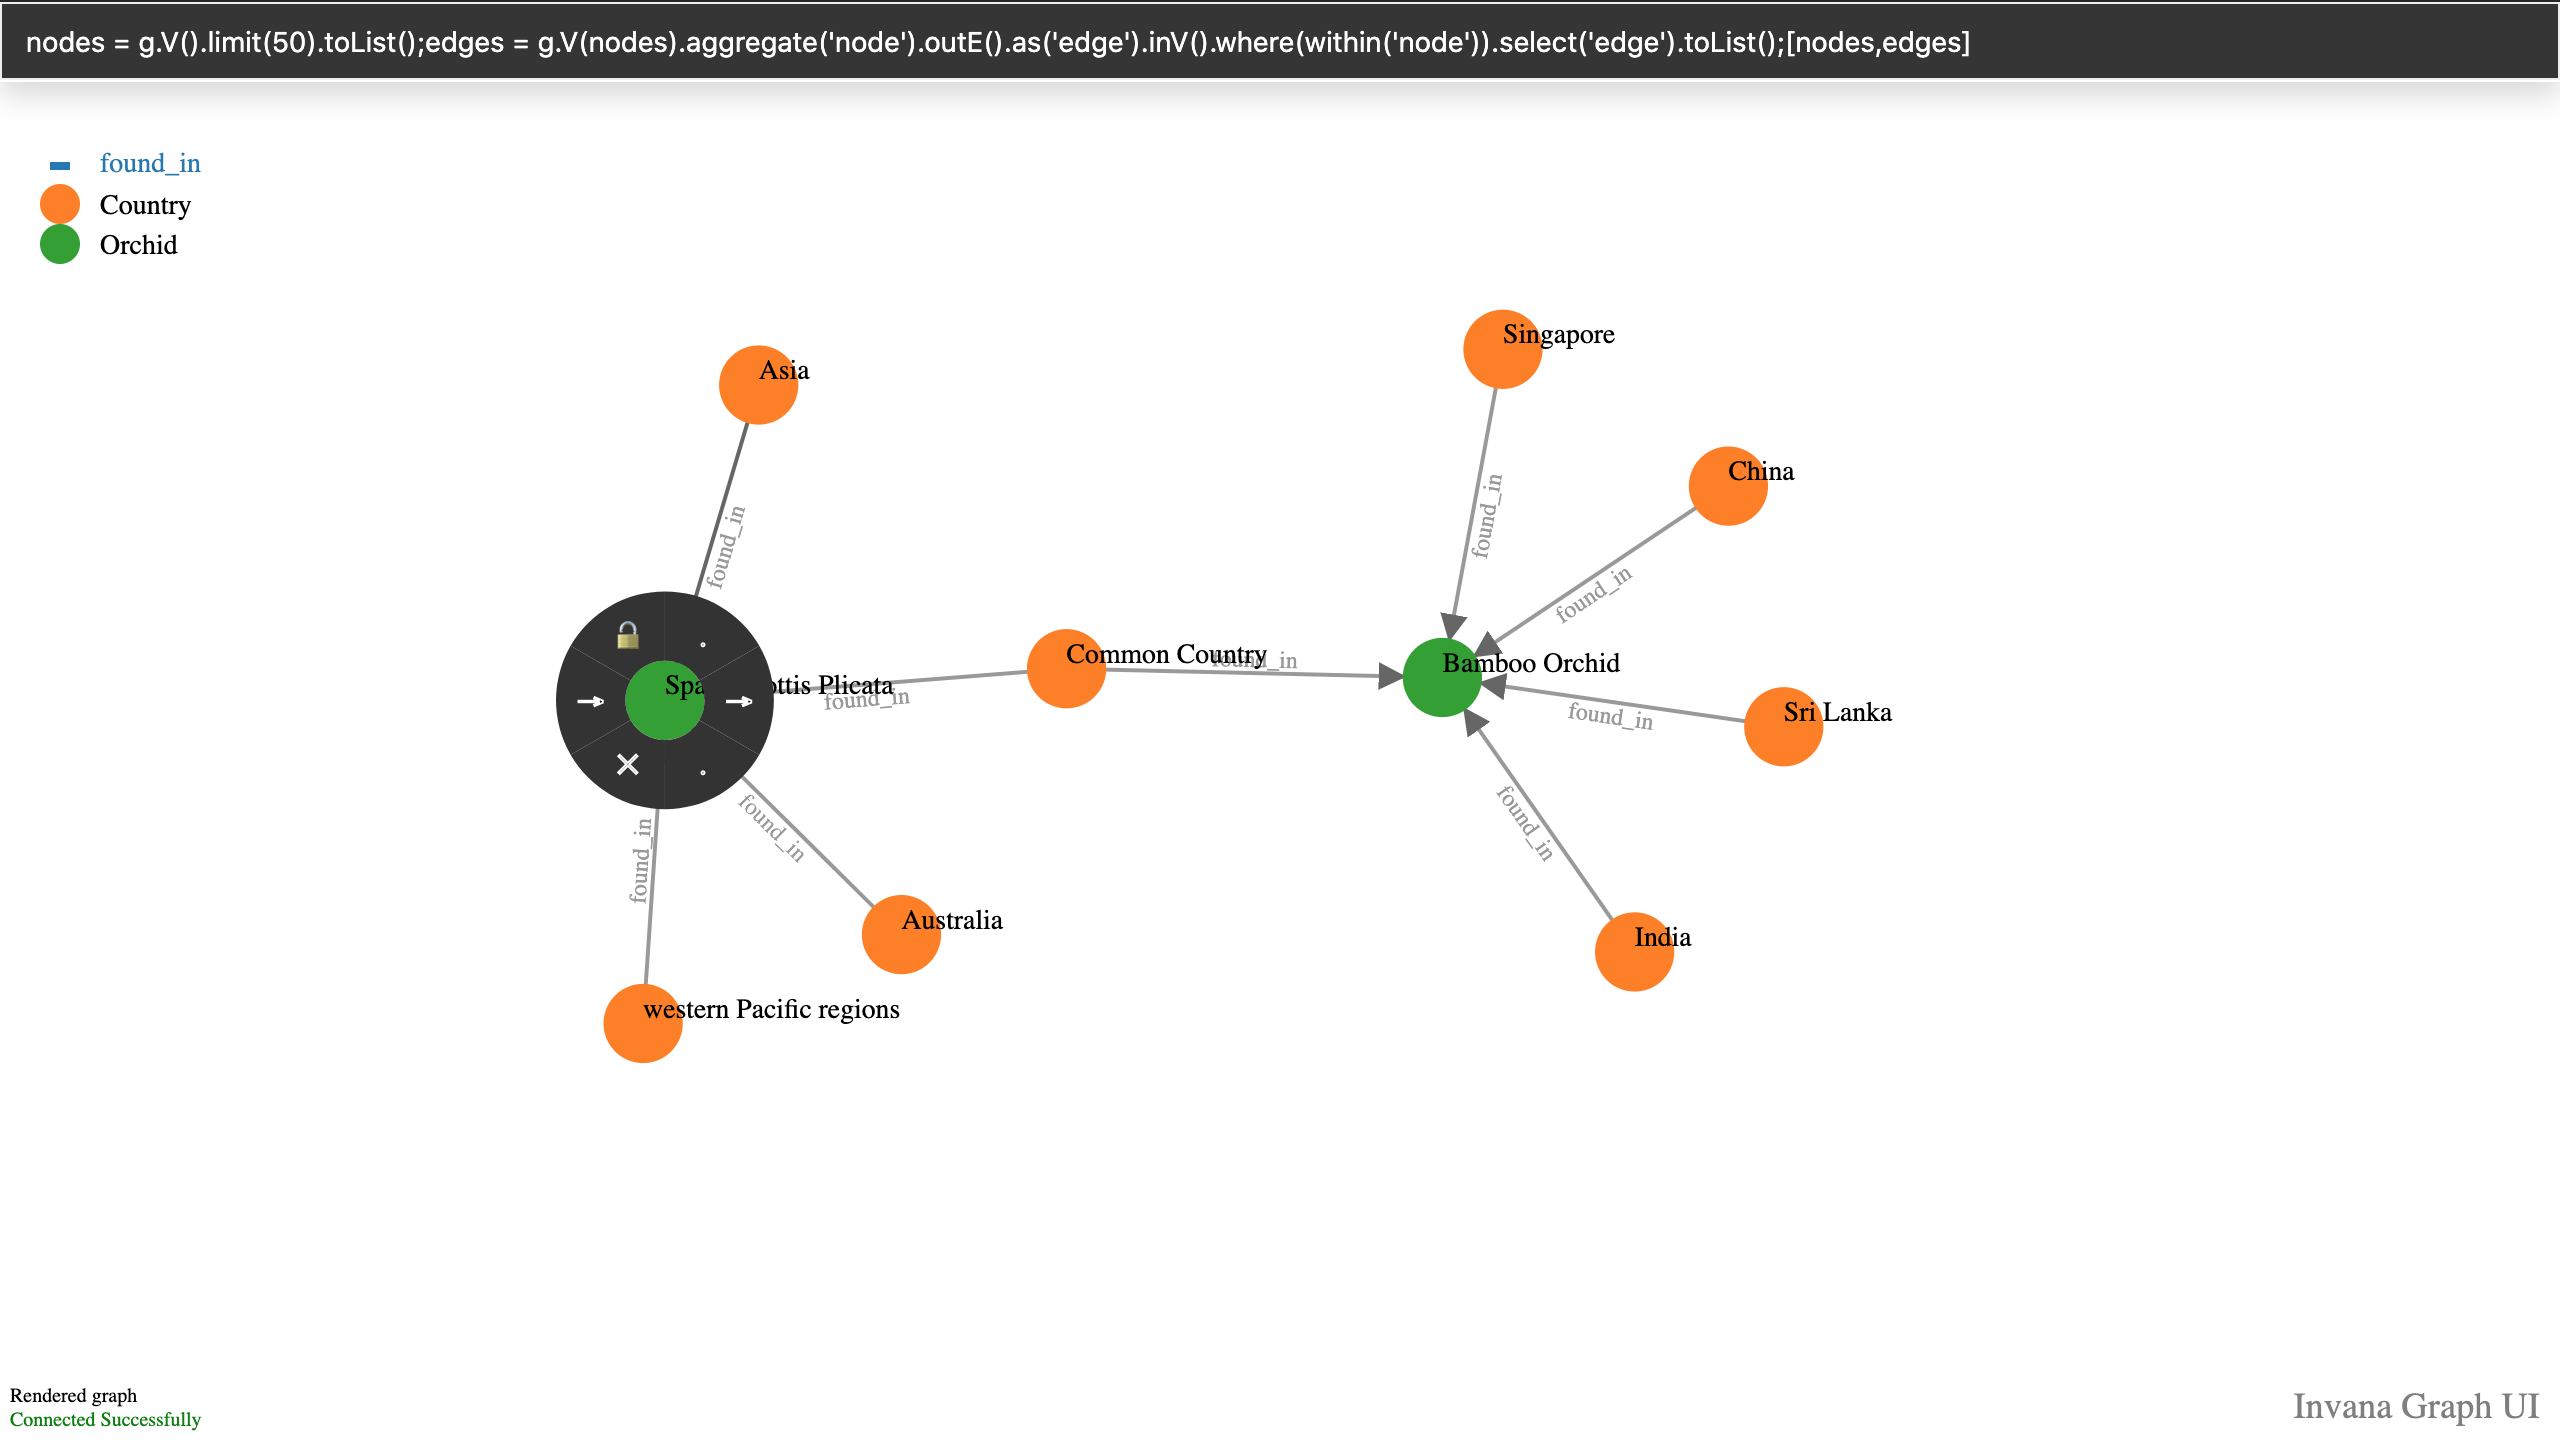 nodes = g.V().limit(50).toList();edges = g.V(nodes).aggregate('node').outE().as('edge').inV().where(within('node')).select('edge').toList();[nodes,edges]
found_in
Country
Orchid
Singapore
Asia
China
found_in
found_in
found_in
Common Country
found_in
Bamboo Orchid
Spa ottis Plicata
found_in
Sri Lanka
found_in
found_in
found_in
found_in
Australia
India
western Pacific regions
Rendered graph
Connected Successfully
Invana Graph UI